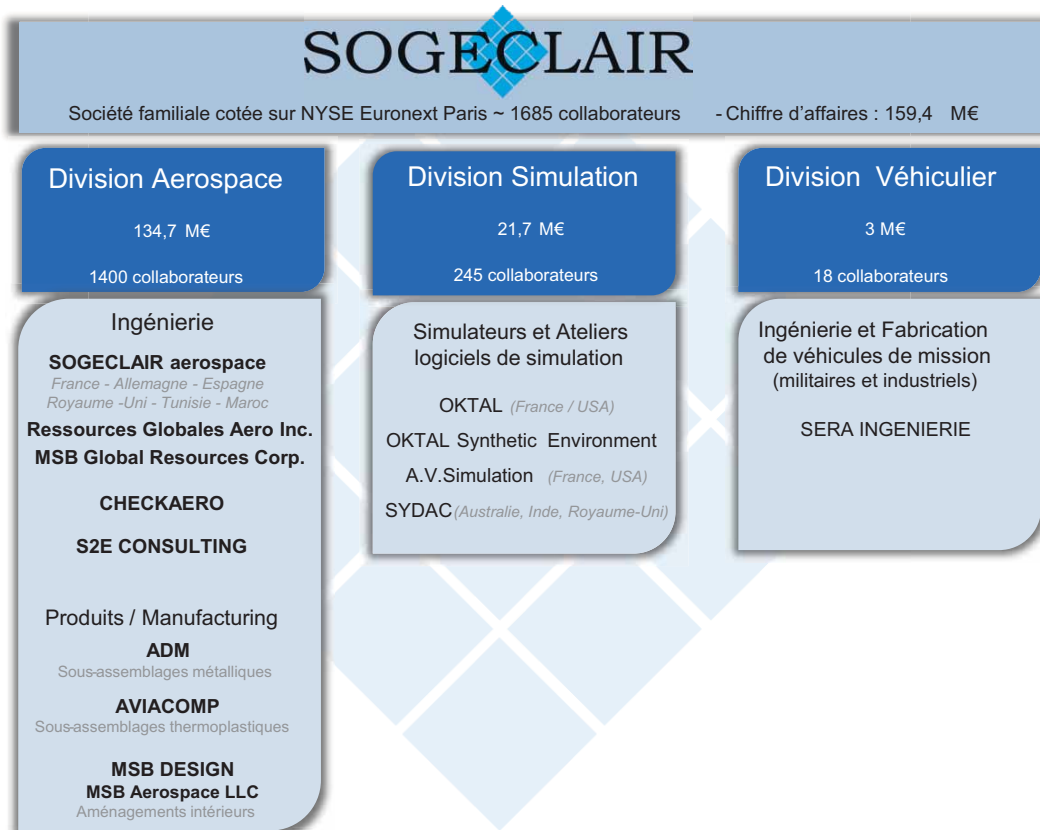 SOGECLAIR
Société familiale cotée sur NYSE Euronext Paris ~ 1685 collaborateurs - Chiffre d'affaires : 159,4 M€
Division Aerospace
134,7 M€
1400 collaborateurs
Ingénierie
SOGECLAIR aerospace
France - Allemagne - Espagne
Royaume -Uni - Tunisie - Maroc
Ressources Globales Aero Inc.
MSB Global Resources Corp.
CHECKAERO
S2E CONSULTING
Produits / Manufacturing
ADM
Sous-assemblages métalliques
AVIACOMP
Sous-assemblages thermoplastiques
MSB DESIGN
MSB Aerospace LLC
Aménagements intérieurs
Division Simulation
21,7 M€
245 collaborateurs
Simulateurs et Ateliers
logiciels de simulation
OKTAL (France / USA)
OKTAL Synthetic Environment
A.V.Simulation (France, USA)
SYDAC (Australie, Inde, Royaume-Uni)
Division Véhiculier
3 M€
18 collaborateurs
Ingénierie et Fabrication
de véhicules de mission
(militaires et industriels)
SERA INGENIERIE